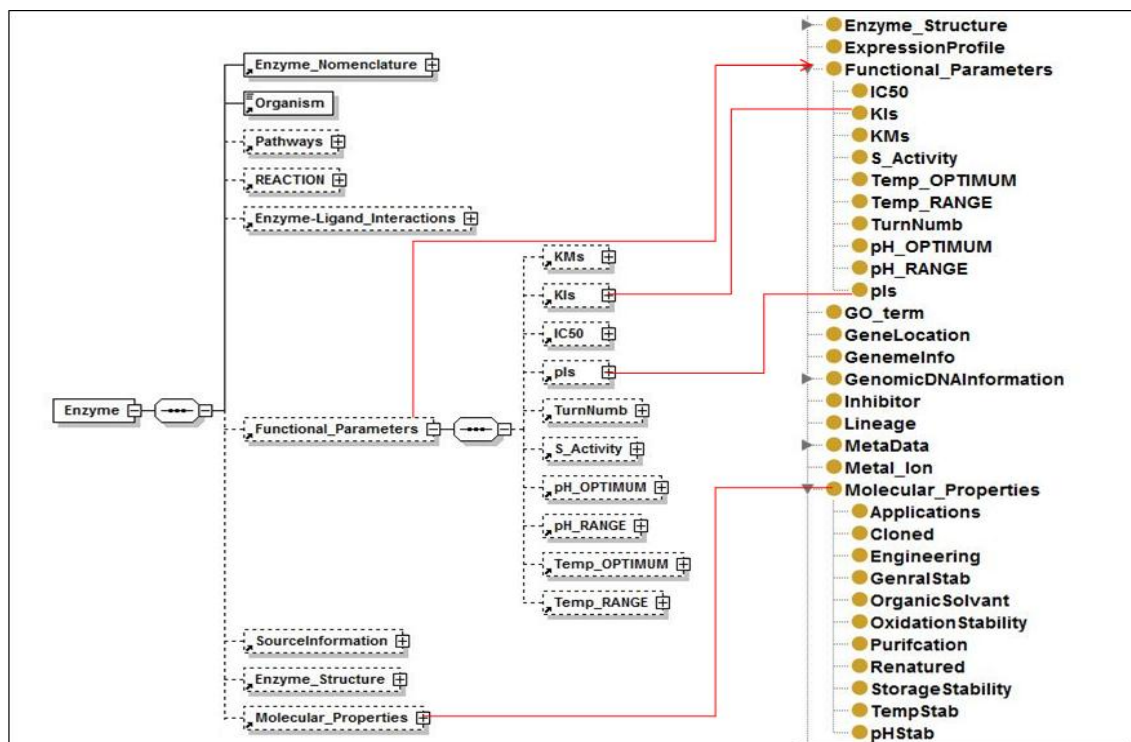 Enzyme
Enzyme_Nomenclature
Organism
Pathways
REACTION
Enzyme-Ligand_Interactions
Functional_Parameters
KMs
KIs
IC50
pIs
TurnNumb
S_Activity
pH_OPTIMUM
pH_RANGE
Temp_OPTIMUM
Temp_RANGE
SourceInformation
Enzyme_Structure
Molecular_Properties
Enzyme_Structure
ExpressionProfile
Functional_Parameters
IC50
KIs
KMs
S_Activity
Temp_OPTIMUM
Temp_RANGE
TurnNumb
pH_OPTIMUM
pH_RANGE
pIs
GO_term
GeneLocation
GenemeInfo
GenomicDNAInformation
Inhibitor
Lineage
MetaData
Metal_Ion
Molecular_Properties
Applications
Cloned
Engineering
GenralStab
OrganicSolvant
OxidationStability
Purifcation
Renatured
StorageStability
TempStab
pHStab